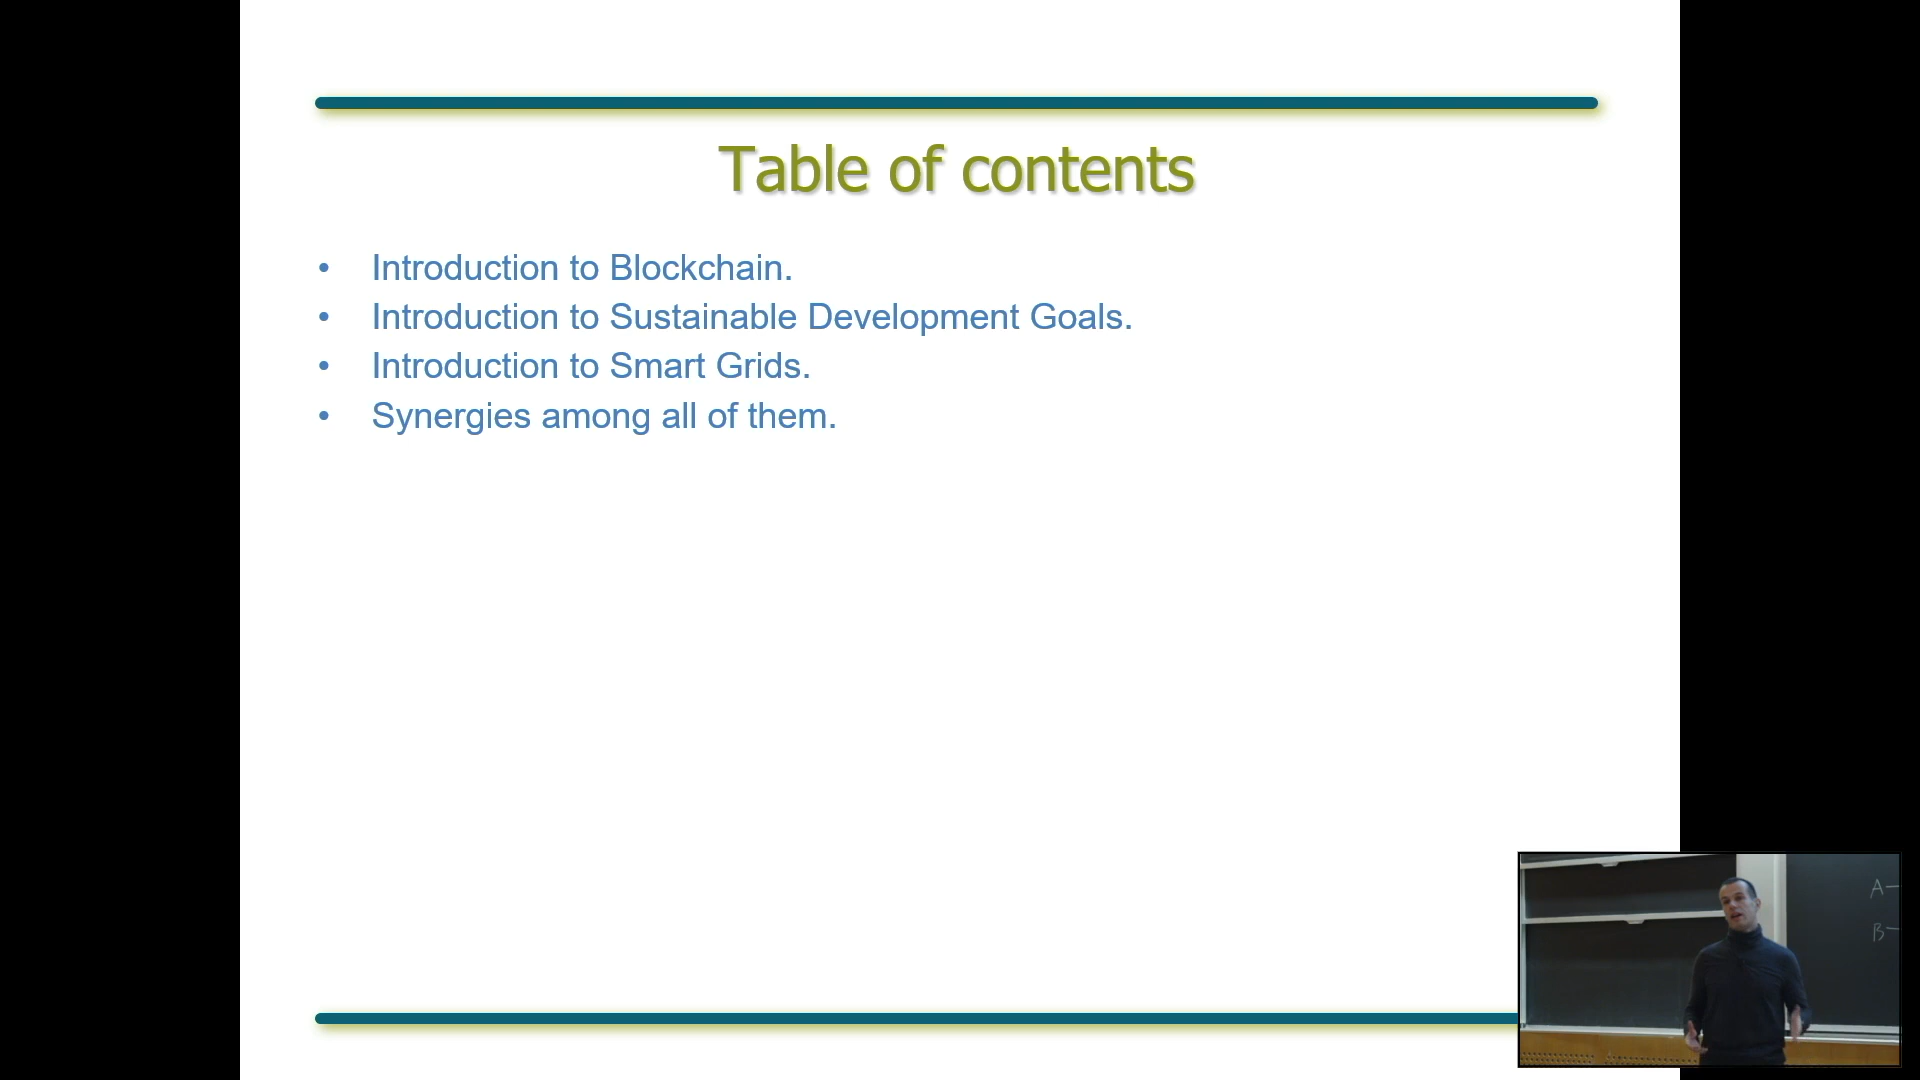 Table of contents
• Introduction to Blockchain.
• Introduction to Sustainable Development Goals.
• Introduction to Smart Grids.
• Synergies among all of them.
A
B